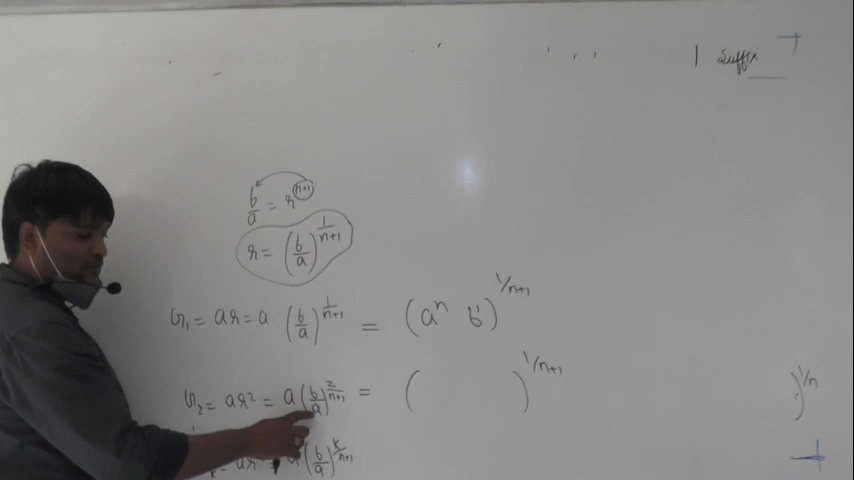 1 Suffix
b/a = r^(n+1)
r = (b/a)^(1/(n+1))
G₁ = ar = a · (b/a)^(1/(n+1)) = (aⁿ b¹)^(1/n+1)
G₂ = ar² = a (b/a)^(2/(n+1)) = ( )^(1/n+1)
)^(1/n)
a (b/a)^(k/(n+1))